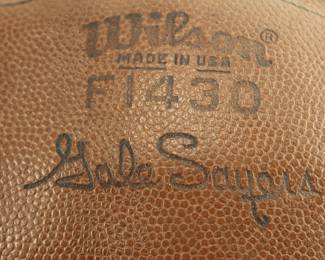 Wilson®
MADE IN USA
F1430
Gale Sayers